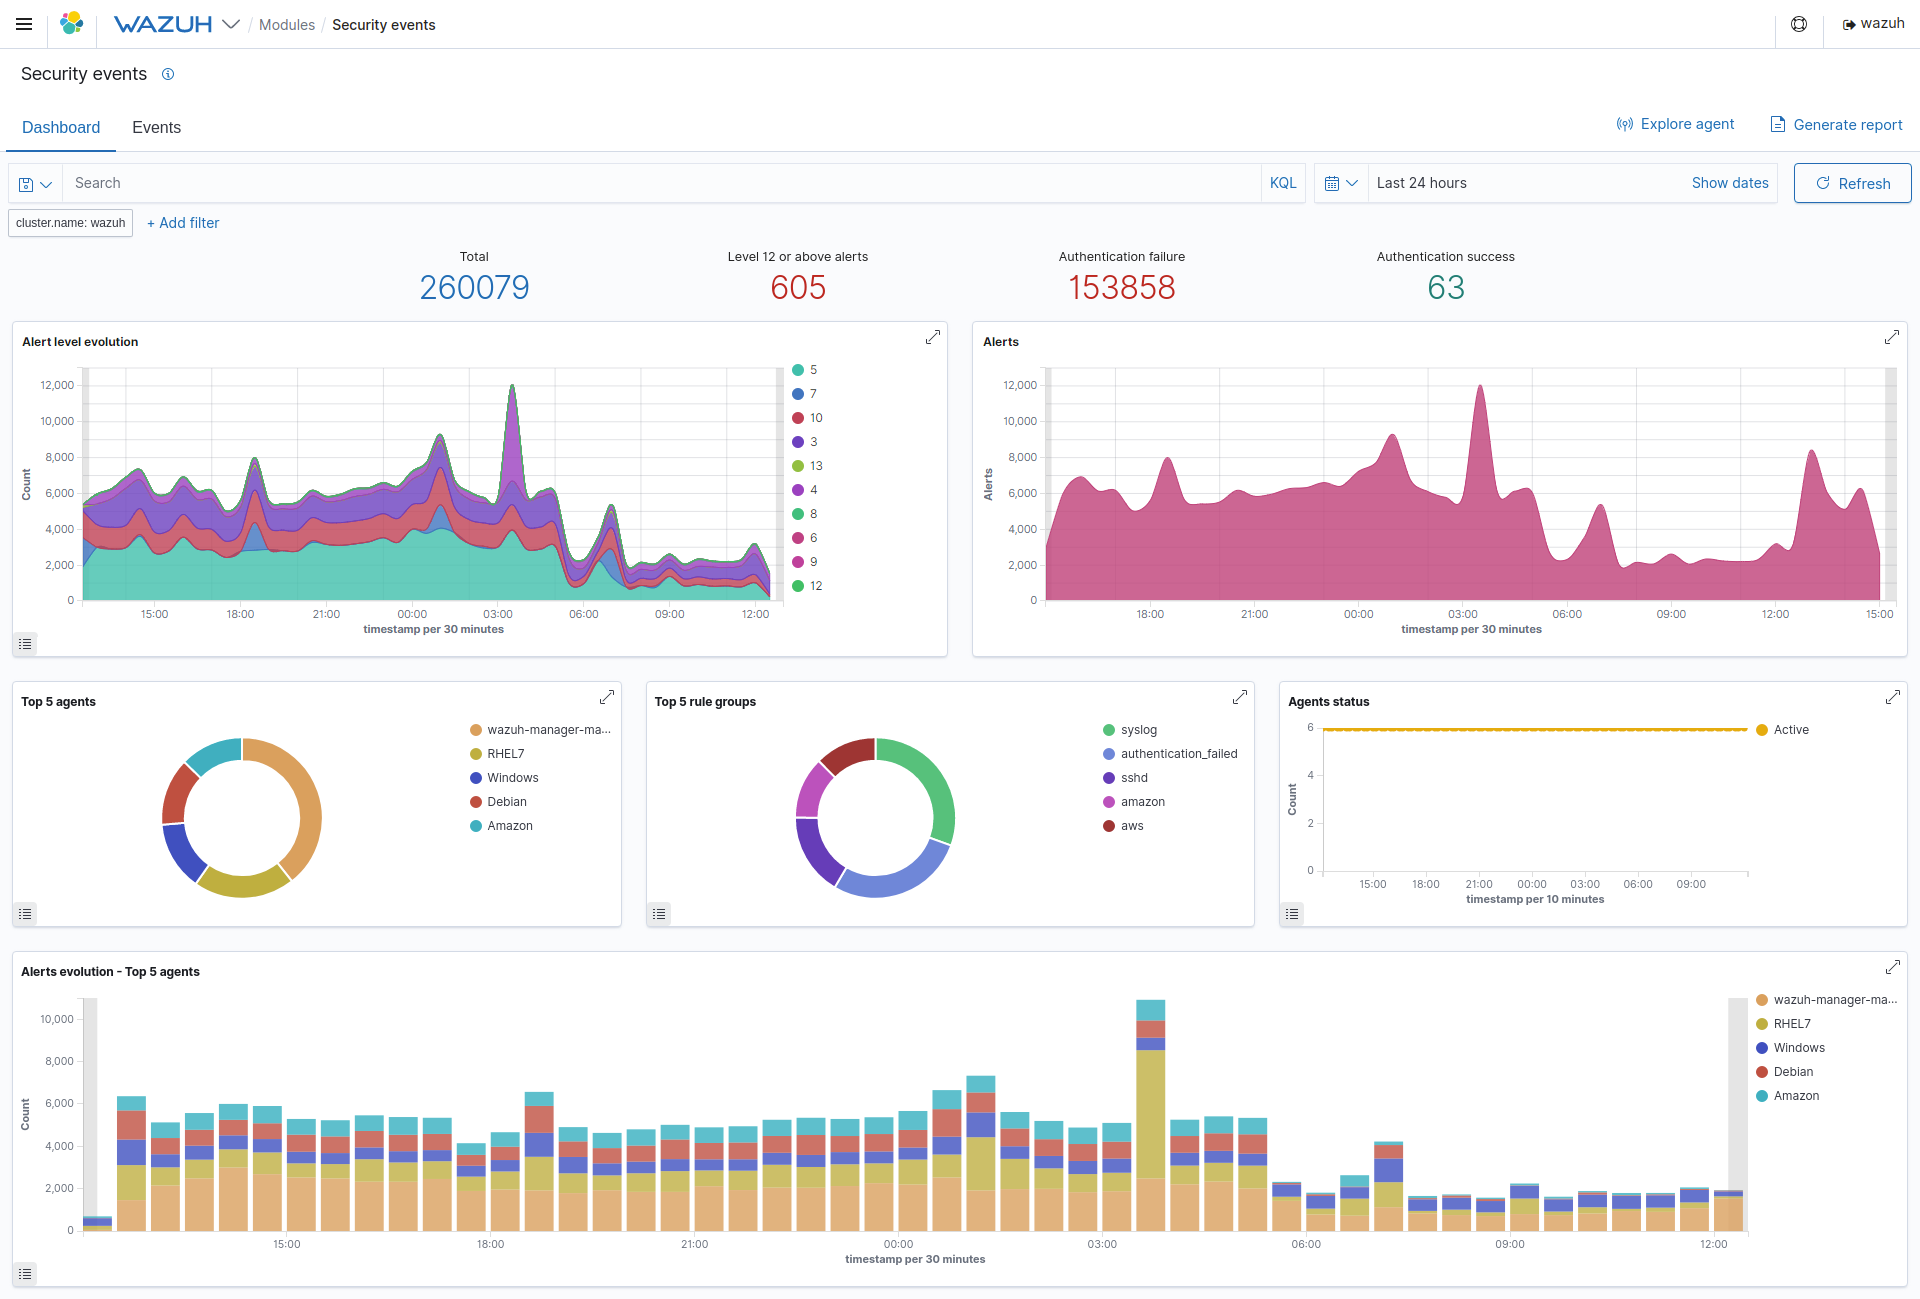 WAZUH / Modules / Security events
wazuh
Security events
Dashboard Events
Explore agent Generate report
Search KQL Last 24 hours Show dates Refresh
cluster.name: wazuh + Add filter
Total Level 12 or above alerts Authentication failure Authentication success
260079 605 153858 63
Alert level evolution
Count
12,000
10,000
8,000
6,000
4,000
2,000
0
15:00 18:00 21:00 00:00 03:00 06:00 09:00 12:00
timestamp per 30 minutes
5
7
10
3
13
4
8
6
9
12
Alerts
Alerts
12,000
10,000
8,000
6,000
4,000
2,000
0
18:00 21:00 00:00 03:00 06:00 09:00 12:00 15:00
timestamp per 30 minutes
Top 5 agents
wazuh-manager-ma...
RHEL7
Windows
Debian
Amazon
Top 5 rule groups
syslog
authentication_failed
sshd
amazon
aws
Agents status
Count
6
4
2
0
15:00 18:00 21:00 00:00 03:00 06:00 09:00
timestamp per 10 minutes
Active
Alerts evolution - Top 5 agents
Count
10,000
8,000
6,000
4,000
2,000
0
15:00 18:00 21:00 00:00 03:00 06:00 09:00 12:00
timestamp per 30 minutes
wazuh-manager-ma...
RHEL7
Windows
Debian
Amazon